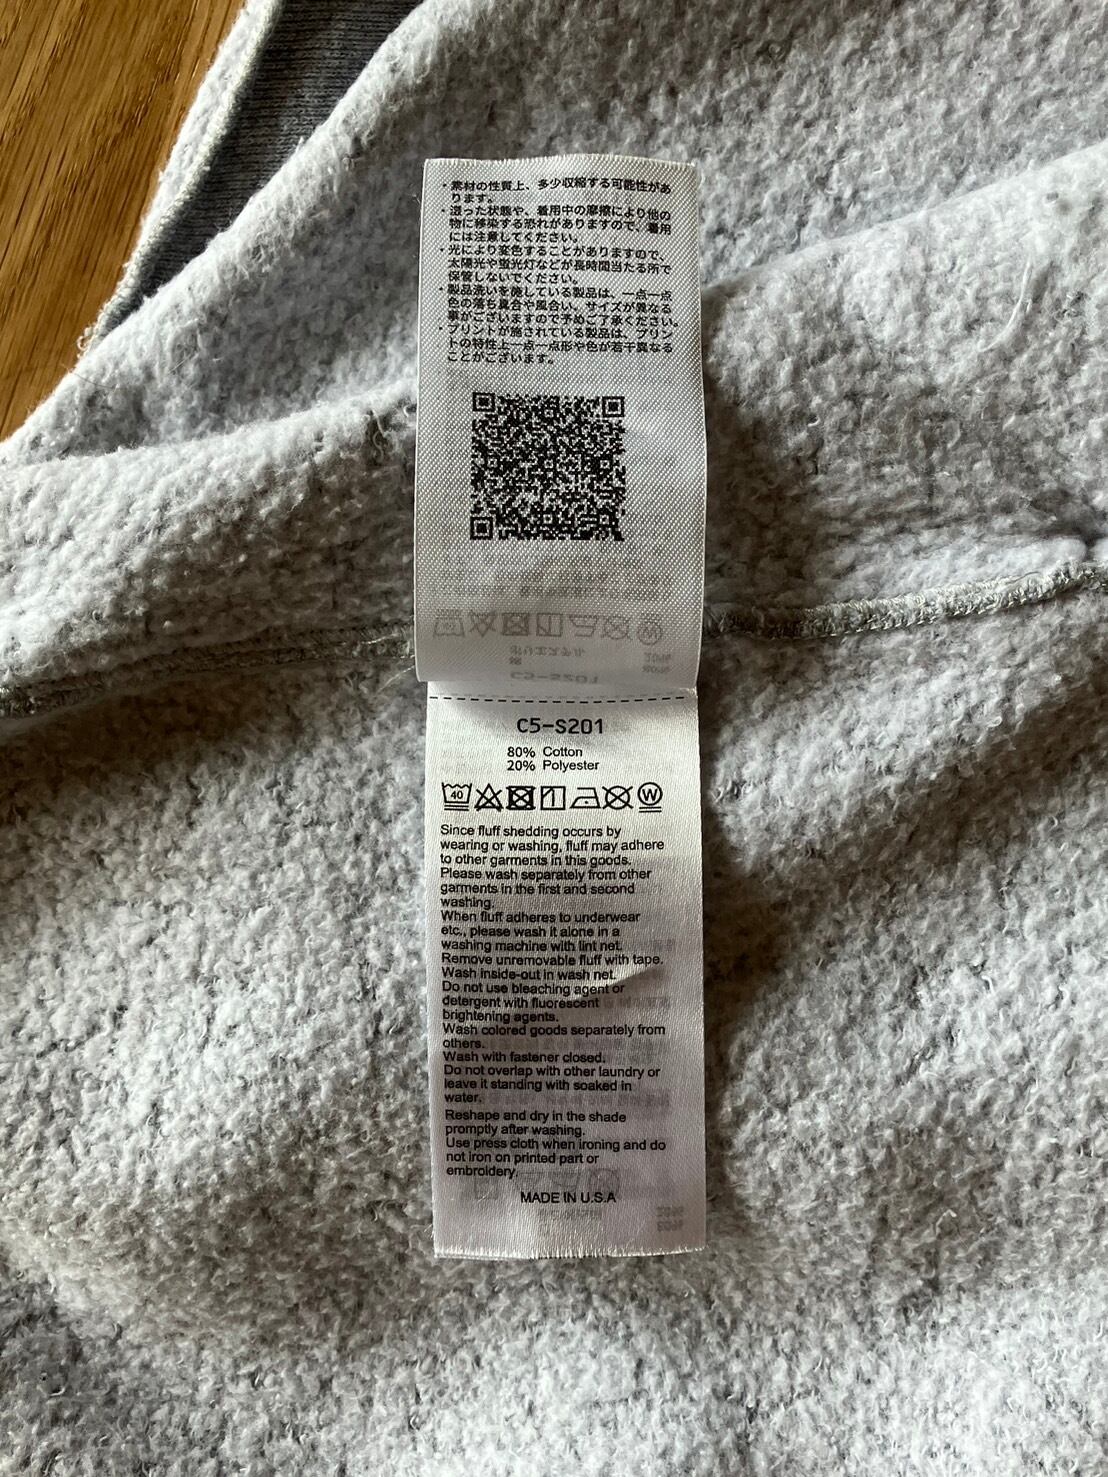 ・素材の性質上、多少収縮する可能性があ
ります。
・湿った状態や、着用中の摩擦により他の
物に移染する恐れがありますので、着用
には注意してください。
・光により変色することがありますので、
太陽光や蛍光灯などが長時間当たる所で
保管しないでください。
・製品洗いを施している製品は、一点一点
色の落ち具合や風合い、サイズが異なる
事がございますので予めご了承ください。
・プリントが施されている製品は、プリン
トの特性上一点一点形や色が若干異なる
ことがございます。
C5-S201
80% Cotton
20% Polyester
40
W
Since fluff shedding occurs by
wearing or washing, fluff may adhere
to other garments in this goods.
Please wash separately from other
garments in the first and second
washing.
When fluff adheres to underwear
etc., please wash it alone in a
washing machine with lint net.
Remove unremovable fluff with tape.
Wash inside-out in wash net.
Do not use bleaching agent or
detergent with fluorescent
brightening agents.
Wash colored goods separately from
others.
Wash with fastener closed.
Do not overlap with other laundry or
leave it standing with soaked in
water.
Reshape and dry in the shade
promptly after washing.
Use press cloth when ironing and do
not iron on printed part or
embroidery.
MADE IN U.S.A